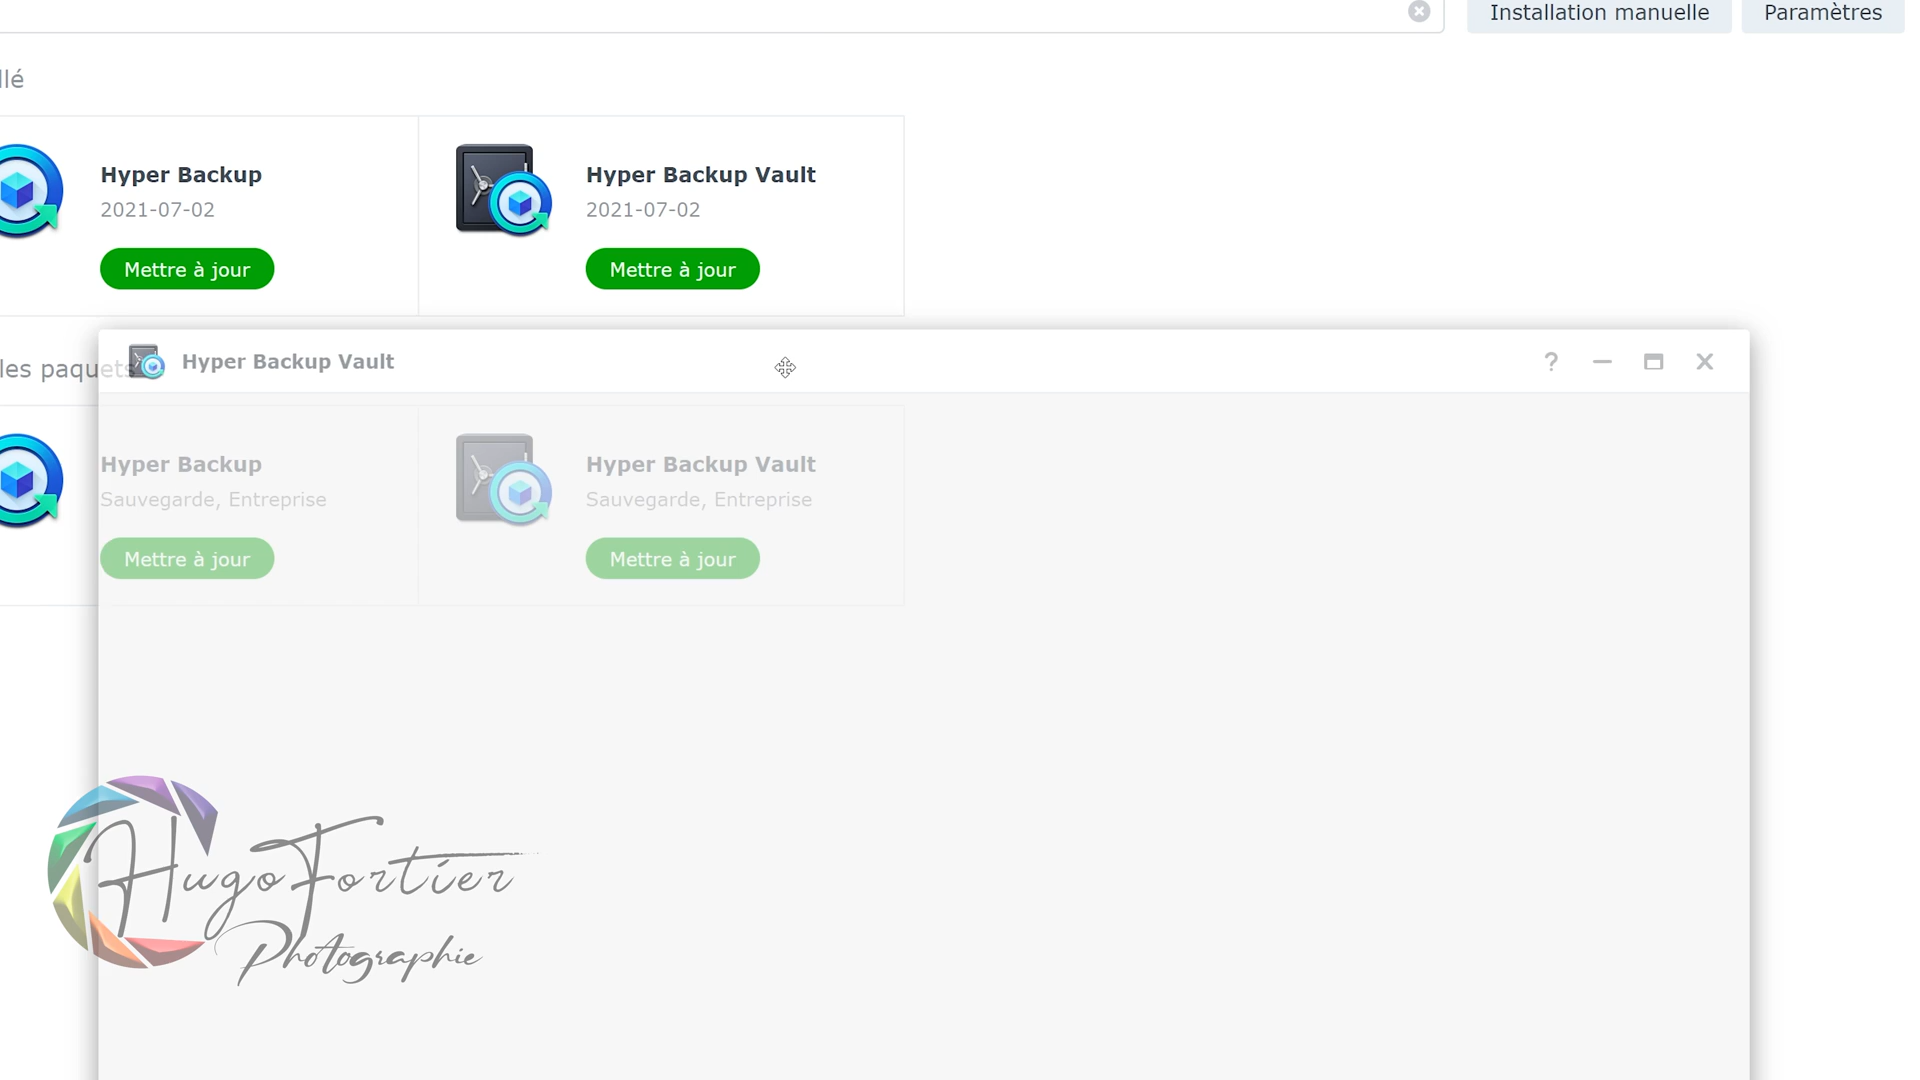 Installation manuelle
Paramètres
llé
Hyper Backup
2021-07-02
Mettre à jour
Hyper Backup Vault
2021-07-02
Mettre à jour
les paquets
Hyper Backup Vault
?
Hyper Backup
Sauvegarde, Entreprise
Mettre à jour
Hyper Backup Vault
Sauvegarde, Entreprise
Mettre à jour
HugoFortier
Photographie